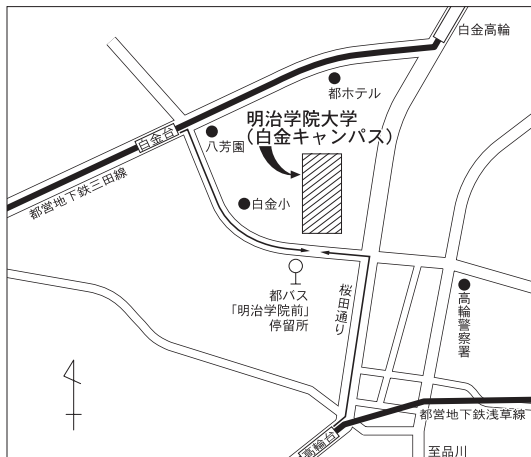 白金高輪
都ホテル
明治学院大学
（白金キャンパス）
八芳園
白金台
都営地下鉄三田線
白金小
都バス
「明治学院前」
停留所
桜田通り
高輪警察署
都営地下鉄浅草線
高輪台
至品川